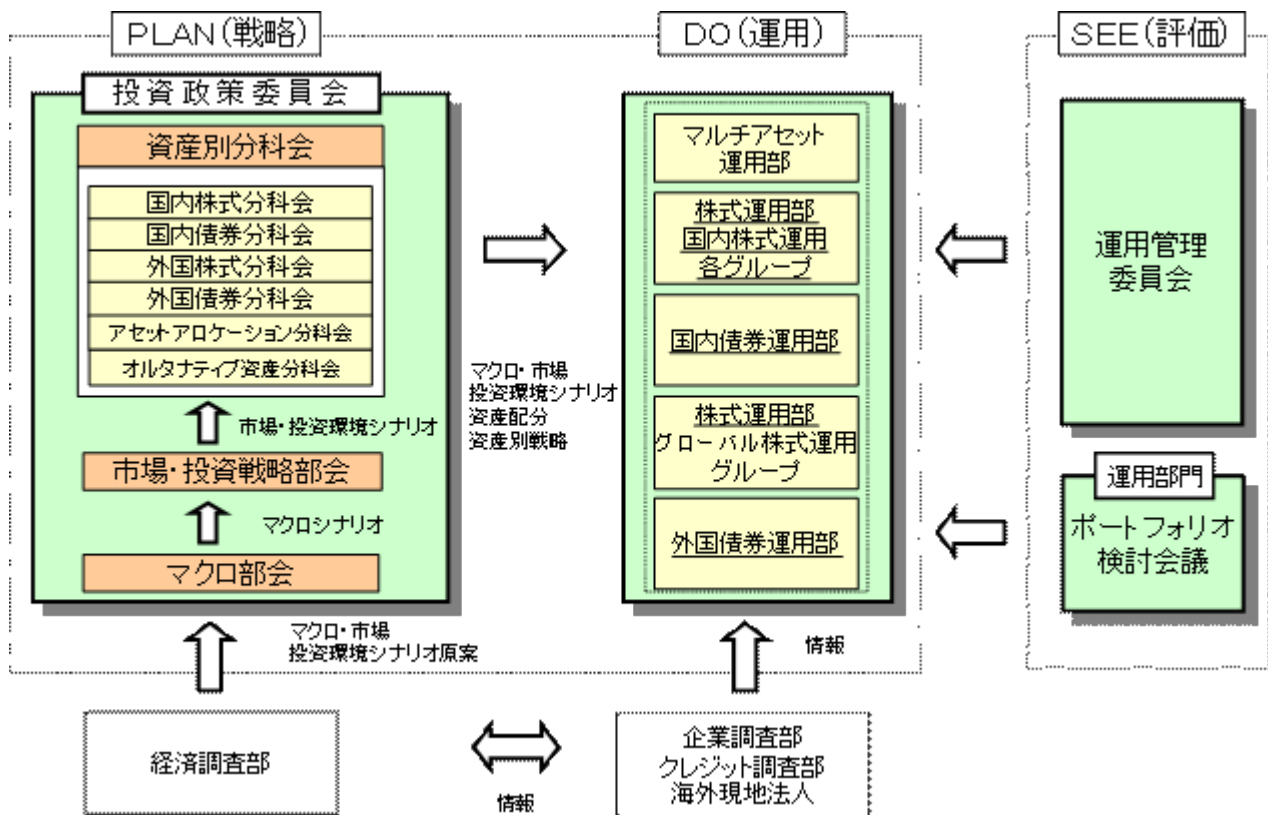 PLAN(戦略)
DO(運用)
SEE(評価)
投資政策委員会
資産別分科会
国内株式分科会
国内債券分科会
外国株式分科会
外国債券分科会
アセットアロケーション分科会
オルタナティブ資産分科会
市場・投資環境シナリオ
市場・投資戦略部会
マクロシナリオ
マクロ部会
マクロ・市場
投資環境シナリオ
資産配分
資産別戦略
マルチアセット
運用部
株式運用部
国内株式運用
各グループ
国内債券運用部
株式運用部
グローバル株式運用
グループ
外国債券運用部
運用管理
委員会
運用部門
ポートフォリオ
検討会議
マクロ・市場
投資環境シナリオ原案
情報
経済調査部
情報
企業調査部
クレジット調査部
海外現地法人